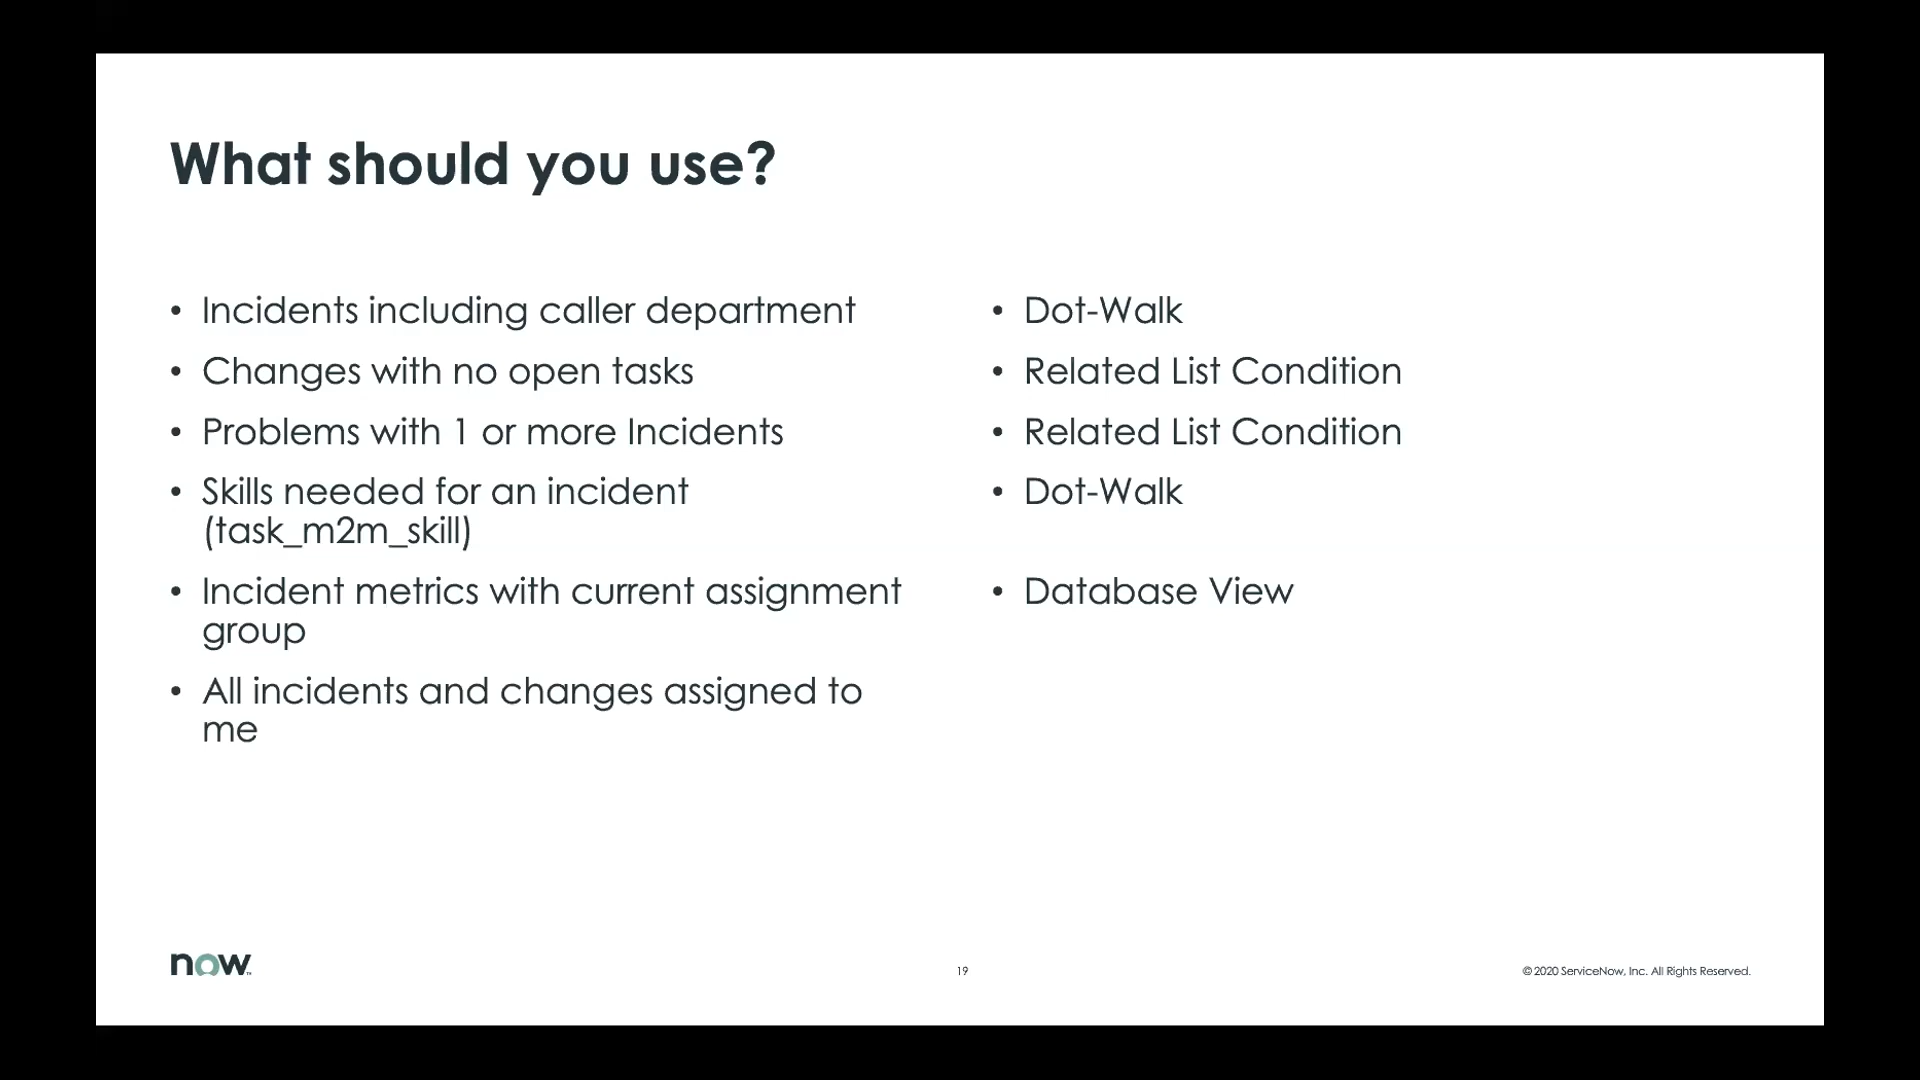 What should you use?
• Incidents including caller department
• Changes with no open tasks
• Problems with 1 or more Incidents
• Skills needed for an incident
(task_m2m_skill)
• Incident metrics with current assignment
group
• All incidents and changes assigned to
me
• Dot-Walk
• Related List Condition
• Related List Condition
• Dot-Walk
• Database View
now™
19
© 2020 ServiceNow, Inc. All Rights Reserved.